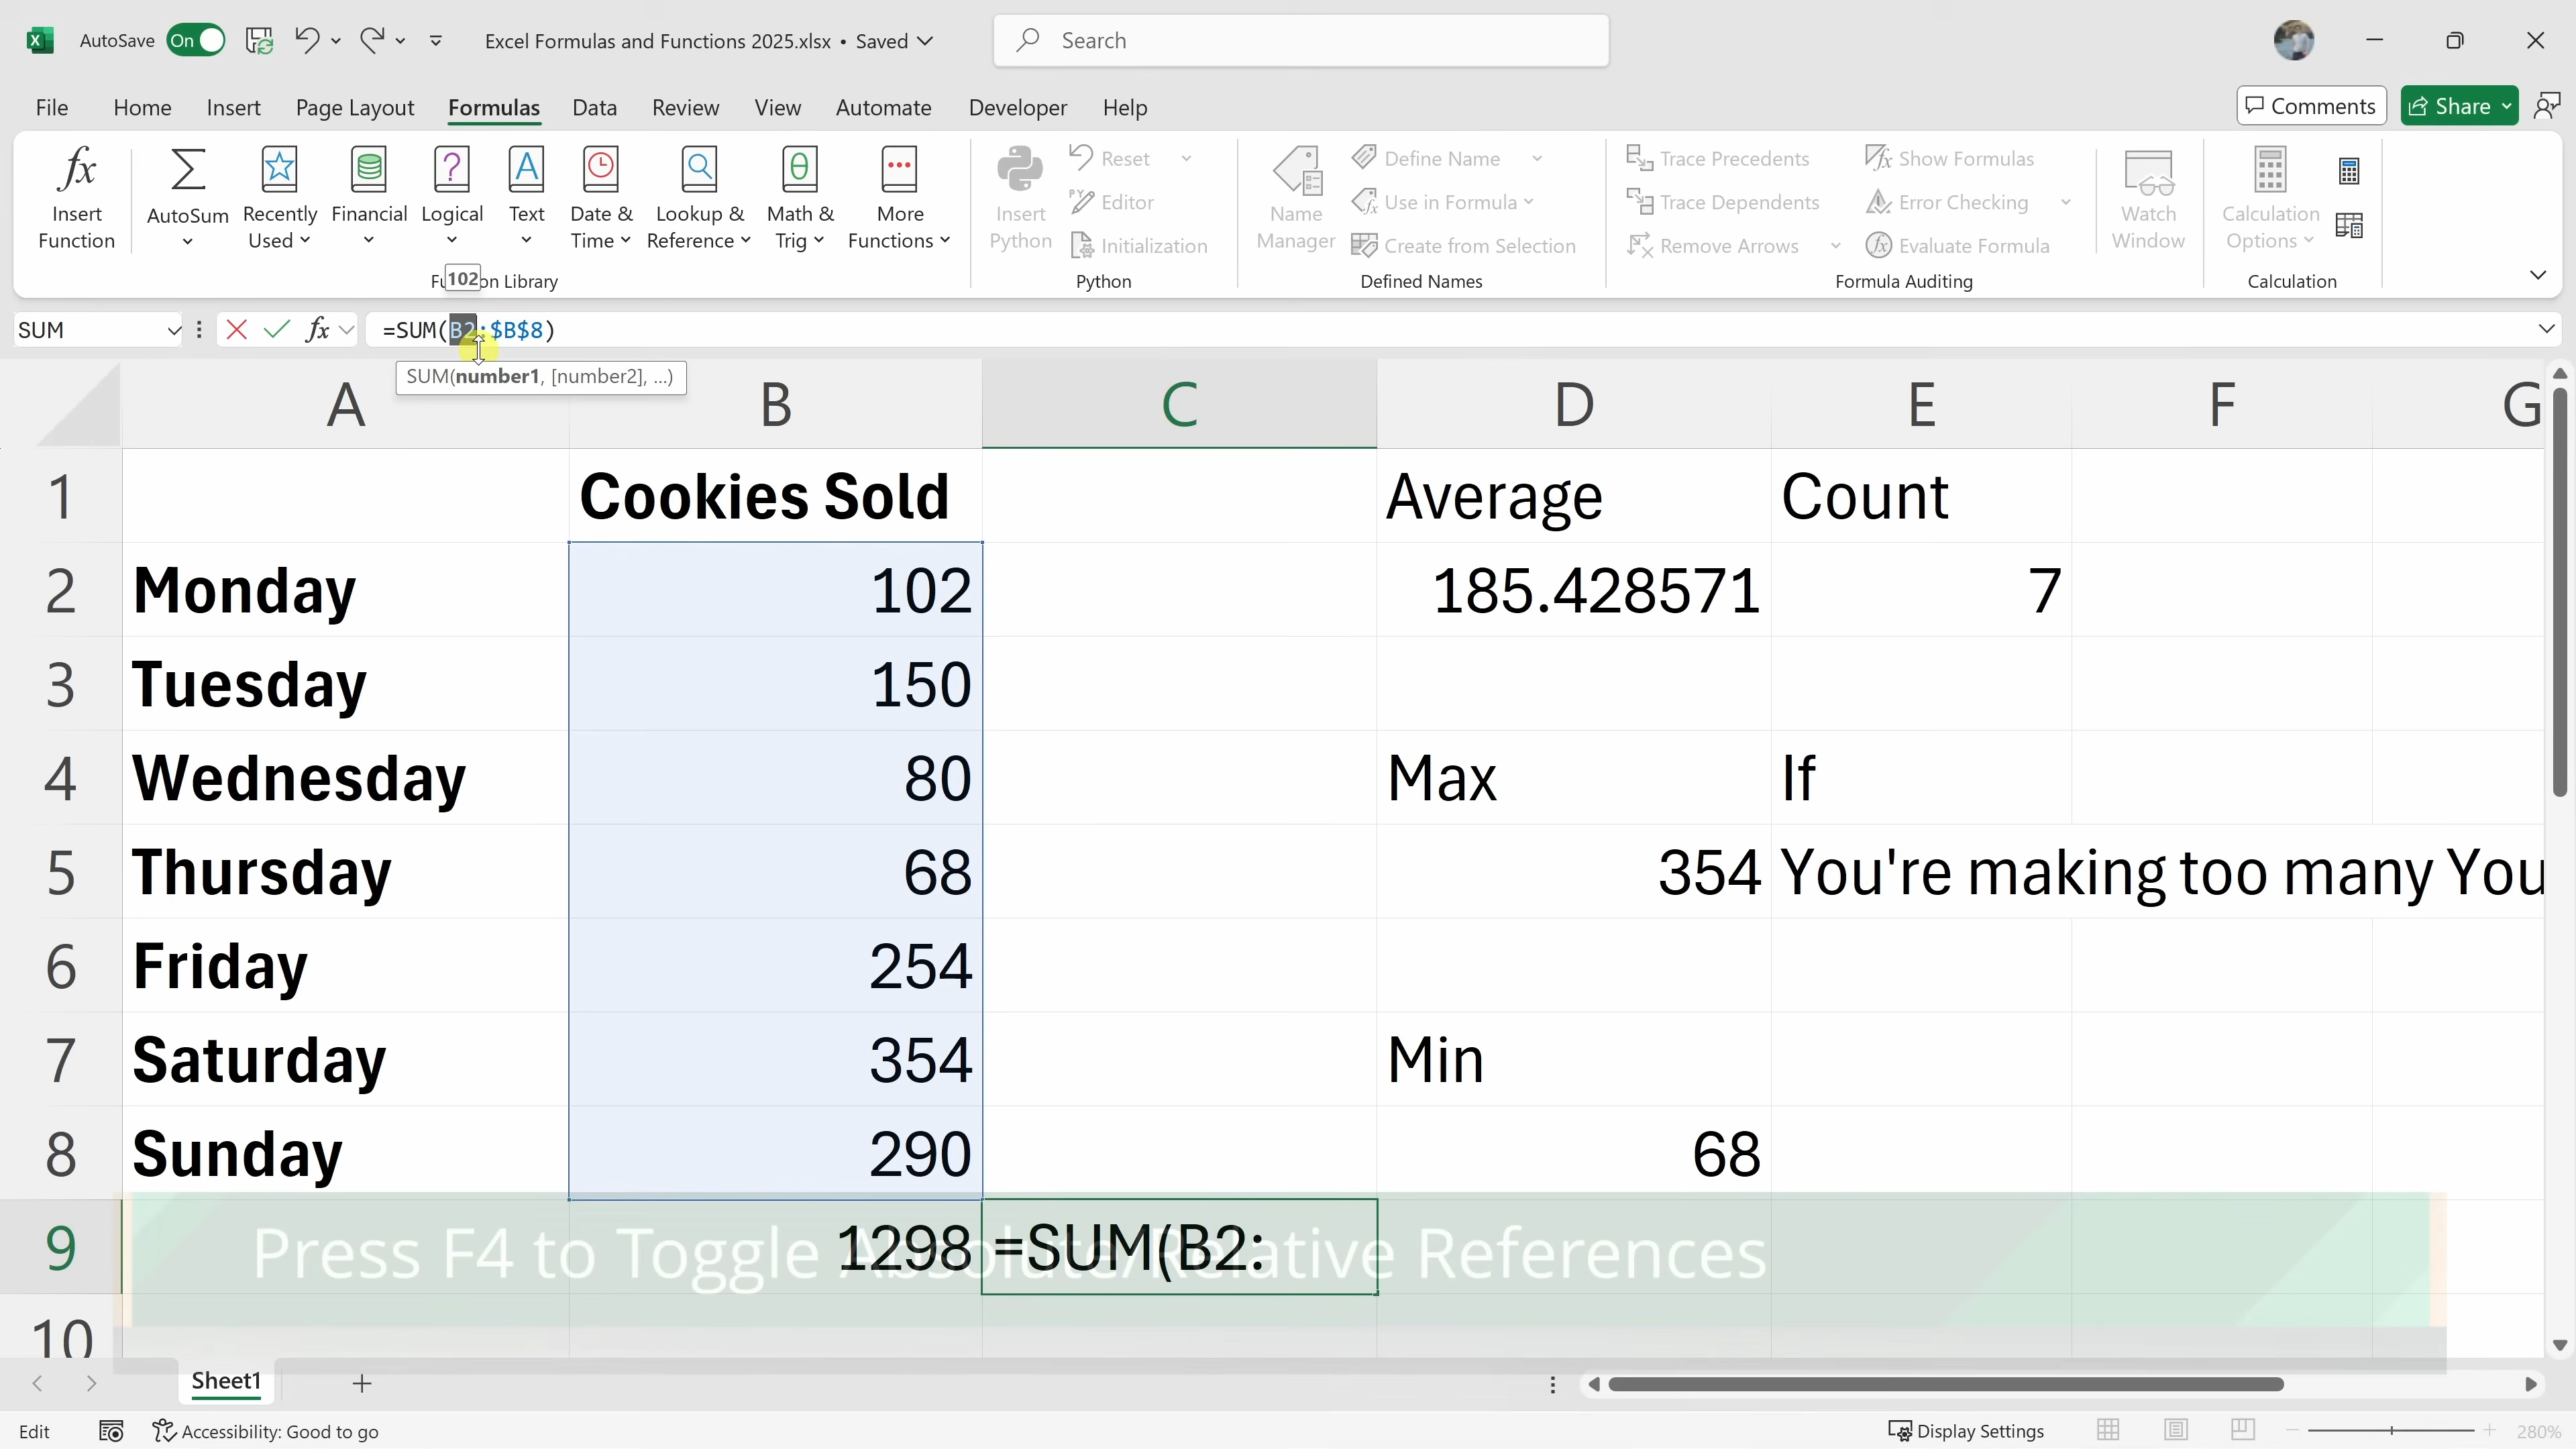 AutoSave On Excel Formulas and Functions 2025.xlsx • Saved Search
File Home Insert Page Layout Formulas Data Review View Automate Developer Help Comments Share
Insert Function AutoSum Recently Used Financial Logical Text Date & Time Lookup & Reference Math & Trig More Functions
Insert Python Reset Editor Initialization
Name Manager Define Name Use in Formula Create from Selection
Trace Precedents Trace Dependents Remove Arrows Show Formulas Error Checking Evaluate Formula
Watch Window Calculation Options
102 Library Python Defined Names Formula Auditing Calculation
SUM fx =SUM(B2:$B$8)
SUM(number1, [number2], ...)
A B C D E F G
1 Cookies Sold Average Count
2 Monday 102 185.428571 7
3 Tuesday 150
4 Wednesday 80 Max If
5 Thursday 68 354 You're making too many You
6 Friday 254
7 Saturday 354 Min
8 Sunday 290 68
9 1298 =SUM(B2:
Press F4 to Toggle Absolute/Relative References
10
Sheet1
Edit Accessibility: Good to go Display Settings 280%